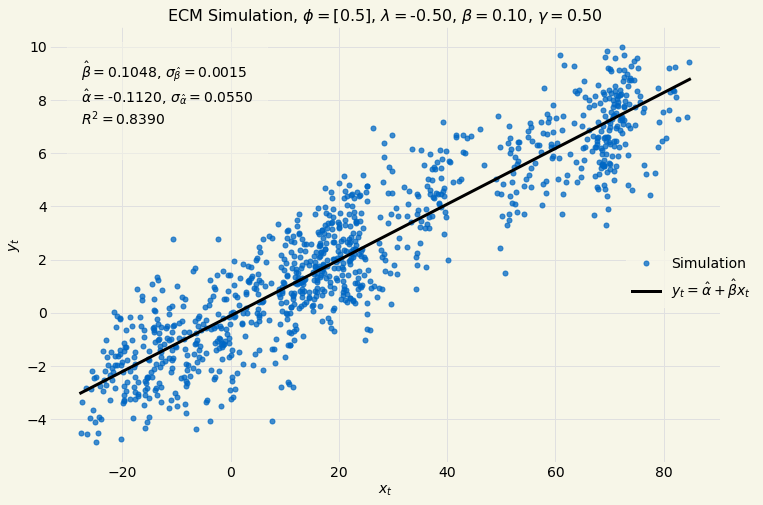 ECM Simulation, ϕ = [0.5], λ = -0.50, β = 0.10, γ = 0.50
β̂ = 0.1048, σ_β̂ = 0.0015
α̂ = -0.1120, σ_α̂ = 0.0550
R² = 0.8390
10
8
6
4
2
0
−2
−4
y_t
Simulation
y_t = α̂ + β̂x_t
−20 0 20 40 60 80
x_t